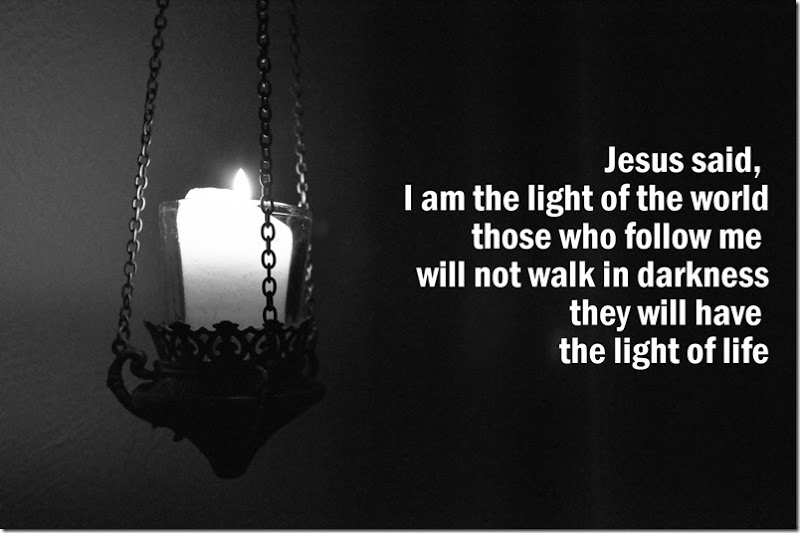 Jesus said,
I am the light of the world
those who follow me
will not walk in darkness
they will have
the light of life